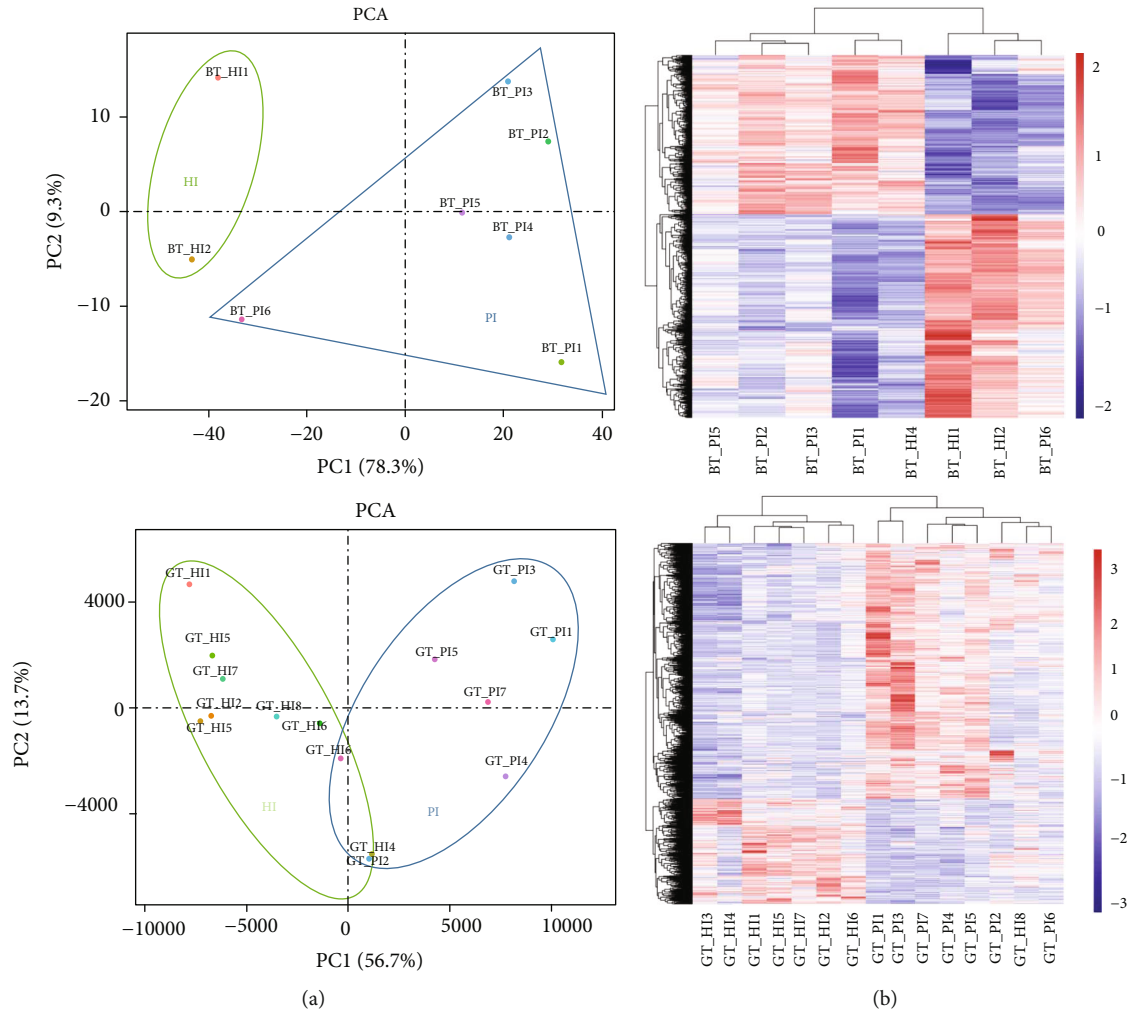 PCA
10
0
−10
−20
PC2 (9.3%)
BT_HI1
HI
BT_HI2
BT_PI3
BT_PI2
BT_PI5
BT_PI4
BT_PI6
PI
BT_PI1
−40
−20
0
20
40
PC1 (78.3%)
2
1
0
−1
−2
BT_PI5
BT_PI2
BT_PI3
BT_PI1
BT_HI4
BT_HI1
BT_HI2
BT_PI6
PCA
4000
0
−4000
PC2 (13.7%)
GT_HI1
GT_PI3
GT_HI5
GT_PI1
GT_PI5
GT_HI7
GT_PI7
GT_HI2
GT_HI8
GT_HI5
GT_HI6
GT_HI6
GT_PI4
HI
PI
GT_HI4
GT_PI2
−10000
−5000
0
5000
10000
PC1 (56.7%)
3
2
1
0
−1
−2
−3
GT_HI3
GT_HI4
GT_HI1
GT_HI5
GT_HI7
GT_HI2
GT_HI6
GT_PI1
GT_PI3
GT_PI7
GT_PI4
GT_PI5
GT_PI2
GT_HI8
GT_PI6
(a)
(b)